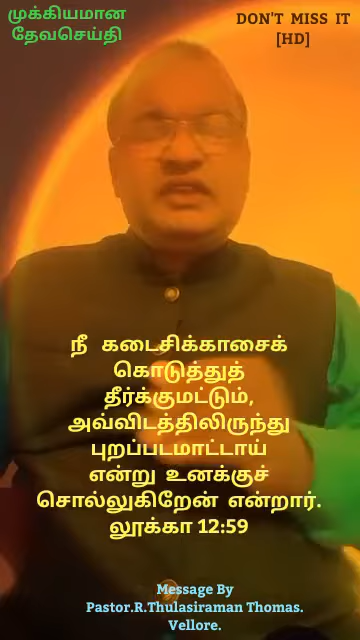 முக்கியமான
தேவசெய்தி
DON'T MISS IT
[HD]
நீ கடைசிக்காசைக்
கொடுத்துத்
தீர்க்குமட்டும்,
அவ்விடத்திலிருந்து
புறப்படமாட்டாய்
என்று உனக்குச்
சொல்லுகிறேன் என்றார்.
லூக்கா 12:59
Message By
Pastor.R.Thulasiraman Thomas.
Vellore.